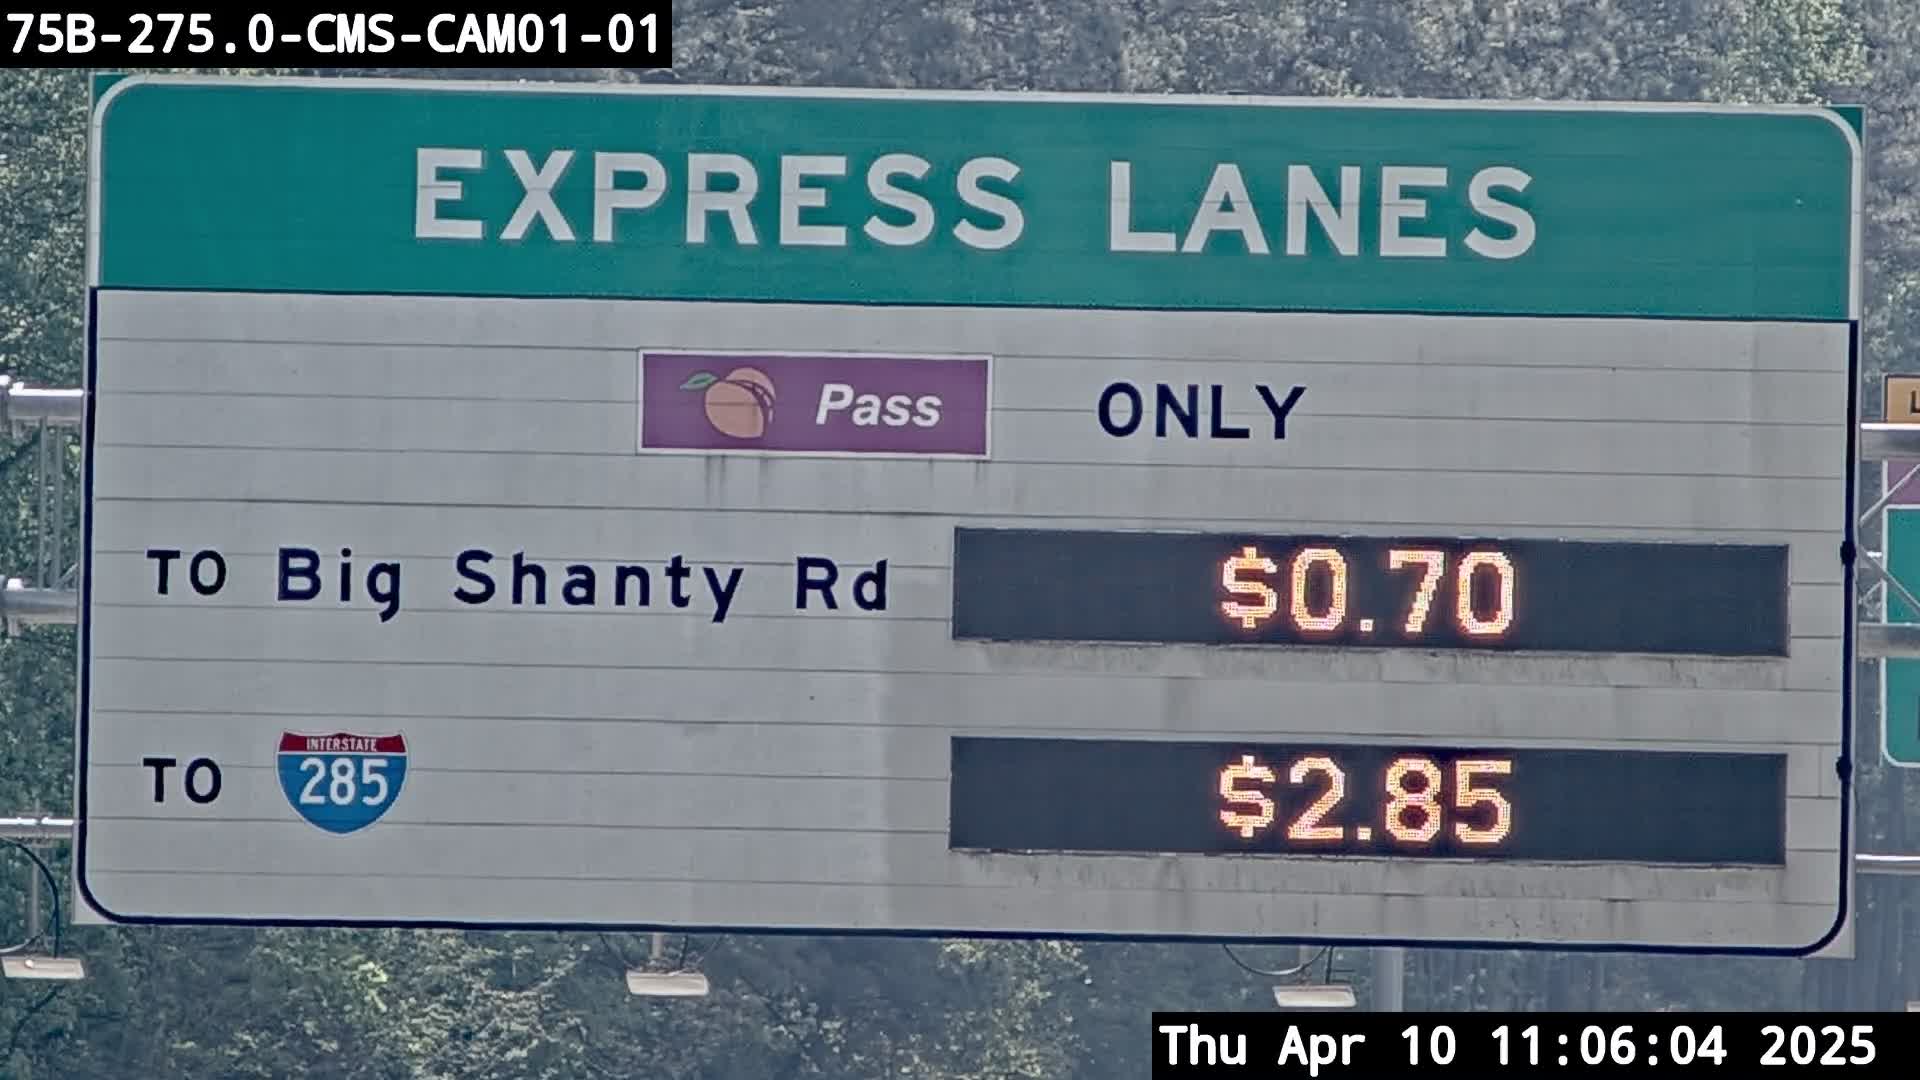 75B-275.0-CMS-CAM01-01
EXPRESS LANES
Pass ONLY
TO Big Shanty Rd $0.70
TO INTERSTATE 285 $2.85
Thu Apr 10 11:06:04 2025